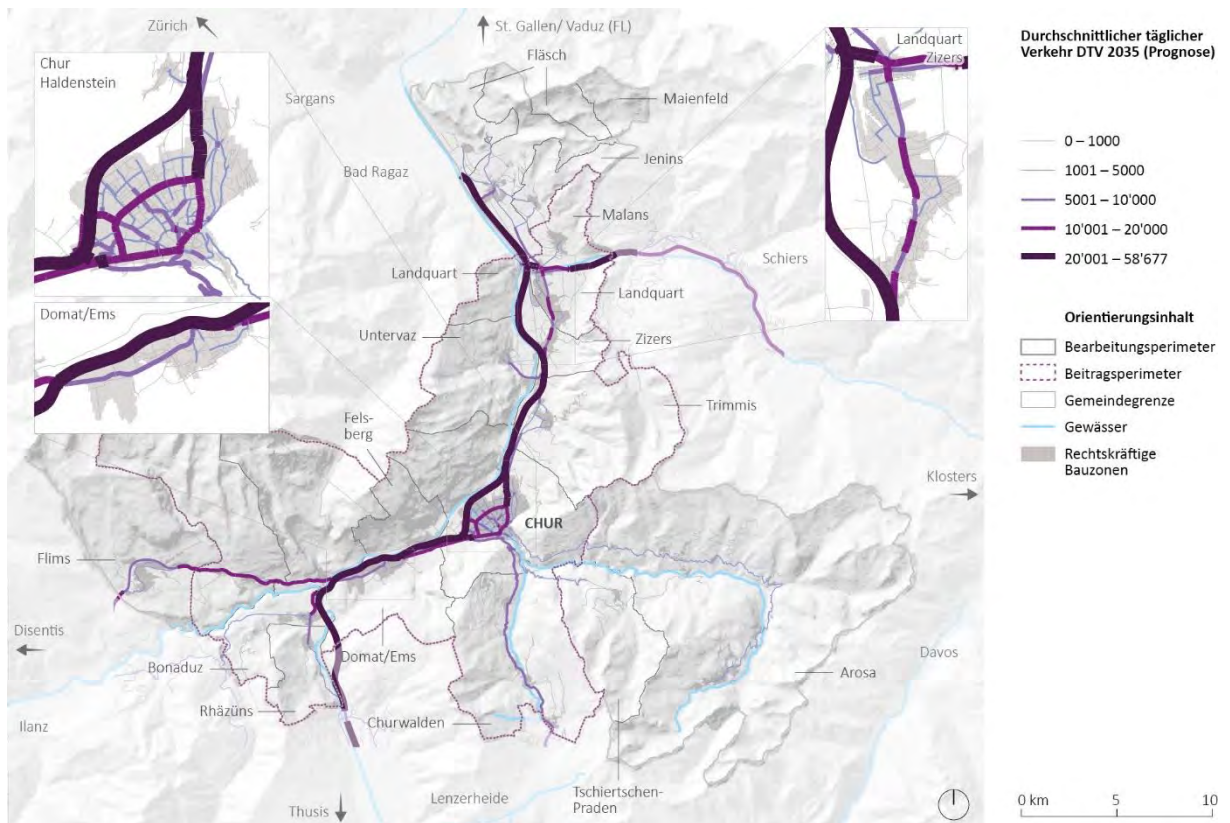 Zürich
St. Gallen/ Vaduz (FL)
Chur
Haldenstein
Fläsch
Sargans
Maienfeld
Landquart
Zizers
Jenins
Bad Ragaz
Malans
Landquart
Schiers
Landquart
Domat/Ems
Untervaz
Zizers
Fels-
berg
Trimmis
Klosters
CHUR
Flims
Disentis
Bonaduz
Domat/Ems
Davos
Arosa
Rhäzüns
Churwalden
Ilanz
Tschiertschen-
Praden
Thusis
Lenzerheide
Durchschnittlicher täglicher
Verkehr DTV 2035 (Prognose)
0 – 1000
1001 – 5000
5001 – 10'000
10'001 – 20'000
20'001 – 58'677
Orientierungsinhalt
Bearbeitungsperimeter
Beitragsperimeter
Gemeindegrenze
Gewässer
Rechtskräftige
Bauzonen
0 km 5 10